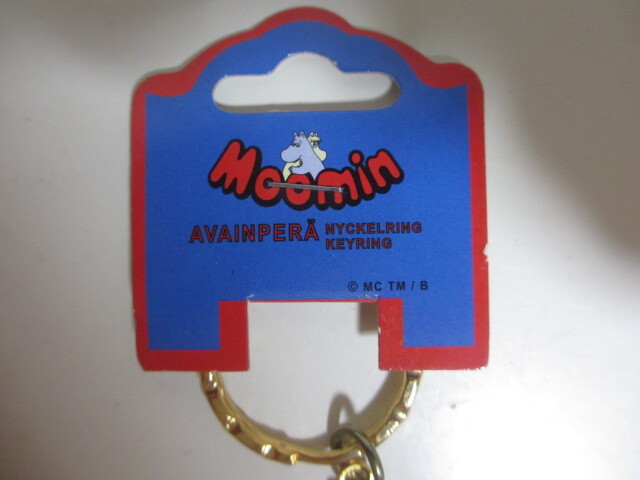 Moomin
AVAINPERÄ
NYCKELRING
KEYRING
© MC TM / B